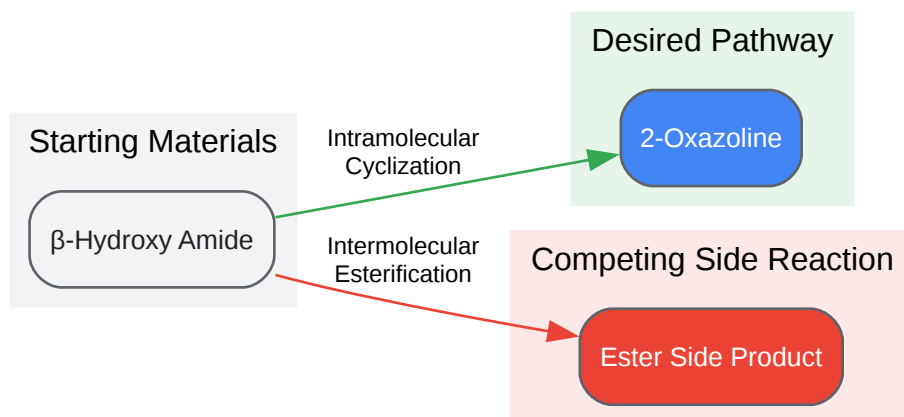 Desired Pathway
2-Oxazoline
Starting Materials
β-Hydroxy Amide
Intramolecular
Cyclization
Intermolecular
Esterification
Competing Side Reaction
Ester Side Product